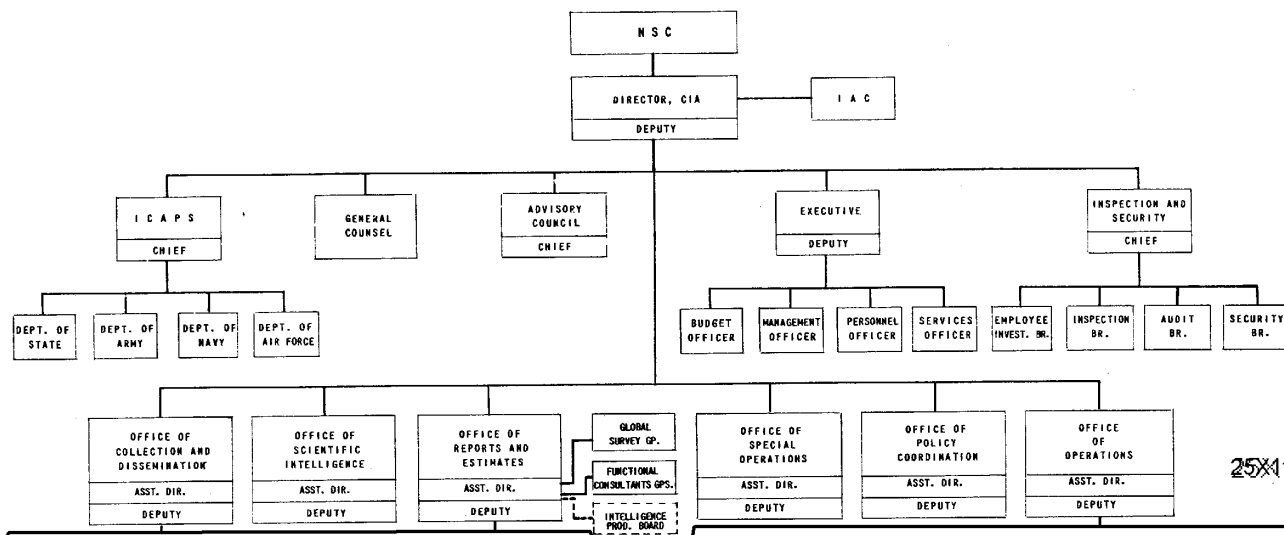 N S C
DIRECTOR, CIA
DEPUTY
I A C
I C A P S
CHIEF
GENERAL
COUNSEL
ADVISORY
COUNCIL
CHIEF
EXECUTIVE
DEPUTY
INSPECTION AND
SECURITY
CHIEF
DEPT. OF
STATE
DEPT. OF
ARMY
DEPT. OF
NAVY
DEPT. OF
AIR FORCE
BUDGET
OFFICER
MANAGEMENT
OFFICER
PERSONNEL
OFFICER
SERVICES
OFFICER
EMPLOYEE
INVEST. BR.
INSPECTION
BR.
AUDIT
BR.
SECURITY
BR.
OFFICE OF
COLLECTION AND
DISSEMINATION
ASST. DIR.
DEPUTY
OFFICE OF
SCIENTIFIC
INTELLIGENCE
ASST. DIR.
DEPUTY
OFFICE OF
REPORTS AND
ESTIMATES
ASST. DIR.
DEPUTY
GLOBAL
SURVEY GP.
FUNCTIONAL
CONSULTANTS GPS.
INTELLIGENCE
PROD. BOARD
OFFICE OF
SPECIAL
OPERATIONS
ASST. DIR.
DEPUTY
OFFICE OF
POLICY
COORDINATION
ASST. DIR.
DEPUTY
OFFICE
OF
OPERATIONS
ASST. DIR.
DEPUTY
25X1